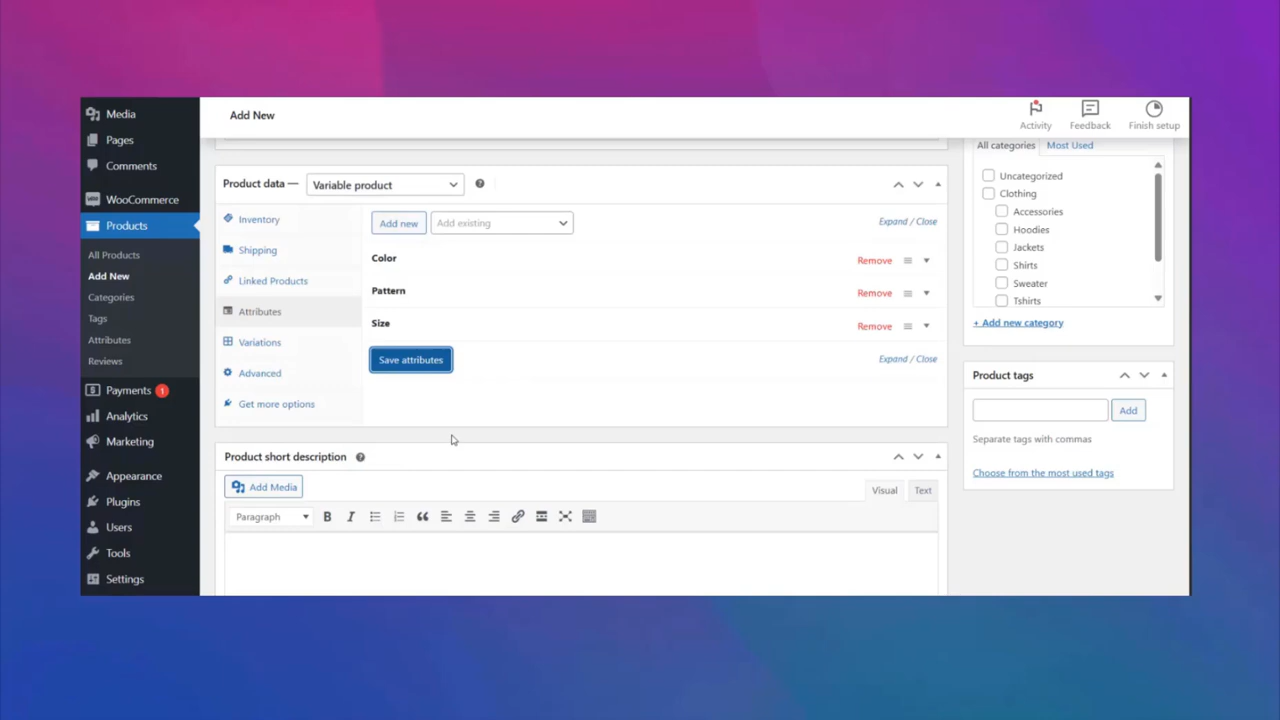 Media
Pages
Comments
WooCommerce
Products
All Products
Add New
Categories
Tags
Attributes
Reviews
Payments 1
Analytics
Marketing
Appearance
Plugins
Users
Tools
Settings
Add New
Activity
Feedback
Finish setup
Product data — Variable product
Inventory
Shipping
Linked Products
Attributes
Variations
Advanced
Get more options
Add new
Add existing
Expand / Close
Color
Remove
Pattern
Remove
Size
Remove
Save attributes
Expand / Close
Product short description
Add Media
Visual
Text
Paragraph
B
I
All categories
Most Used
Uncategorized
Clothing
Accessories
Hoodies
Jackets
Shirts
Sweater
Tshirts
+ Add new category
Product tags
Add
Separate tags with commas
Choose from the most used tags